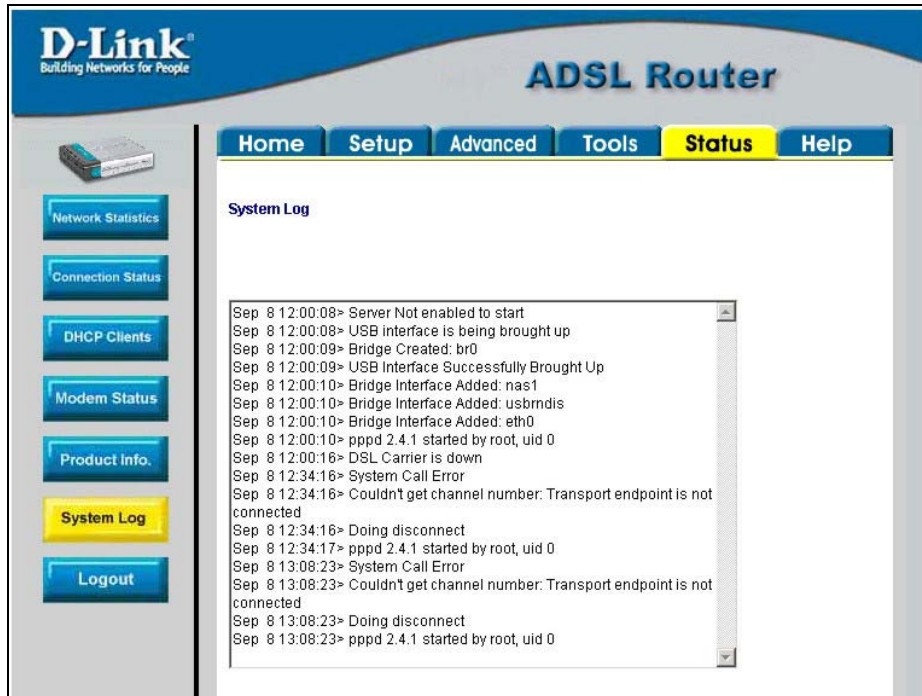 D-Link®
Building Networks for People
ADSL Router
Home Setup Advanced Tools Status Help
Network Statistics
Connection Status
DHCP Clients
Modem Status
Product Info.
System Log
Logout
System Log
Sep 8 12:00:08> Server Not enabled to start
Sep 8 12:00:08> USB interface is being brought up
Sep 8 12:00:09> Bridge Created: br0
Sep 8 12:00:09> USB Interface Successfully Brought Up
Sep 8 12:00:10> Bridge Interface Added: nas1
Sep 8 12:00:10> Bridge Interface Added: usbrndis
Sep 8 12:00:10> Bridge Interface Added: eth0
Sep 8 12:00:10> pppd 2.4.1 started by root, uid 0
Sep 8 12:00:16> DSL Carrier is down
Sep 8 12:34:16> System Call Error
Sep 8 12:34:16> Couldn't get channel number: Transport endpoint is not
connected
Sep 8 12:34:16> Doing disconnect
Sep 8 12:34:17> pppd 2.4.1 started by root, uid 0
Sep 8 13:08:23> System Call Error
Sep 8 13:08:23> Couldn't get channel number: Transport endpoint is not
connected
Sep 8 13:08:23> Doing disconnect
Sep 8 13:08:23> pppd 2.4.1 started by root, uid 0